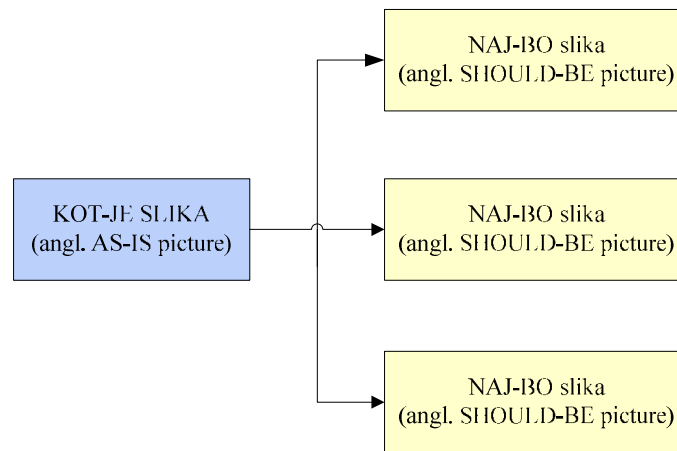 NAJ-BO slika
(angl. SHOULD-BE picture)
KOT-JE SLIKA
(angl. AS-IS picture)
NAJ-BO slika
(angl. SHOULD-BE picture)
NAJ-BO slika
(angl. SHOULD-BE picture)